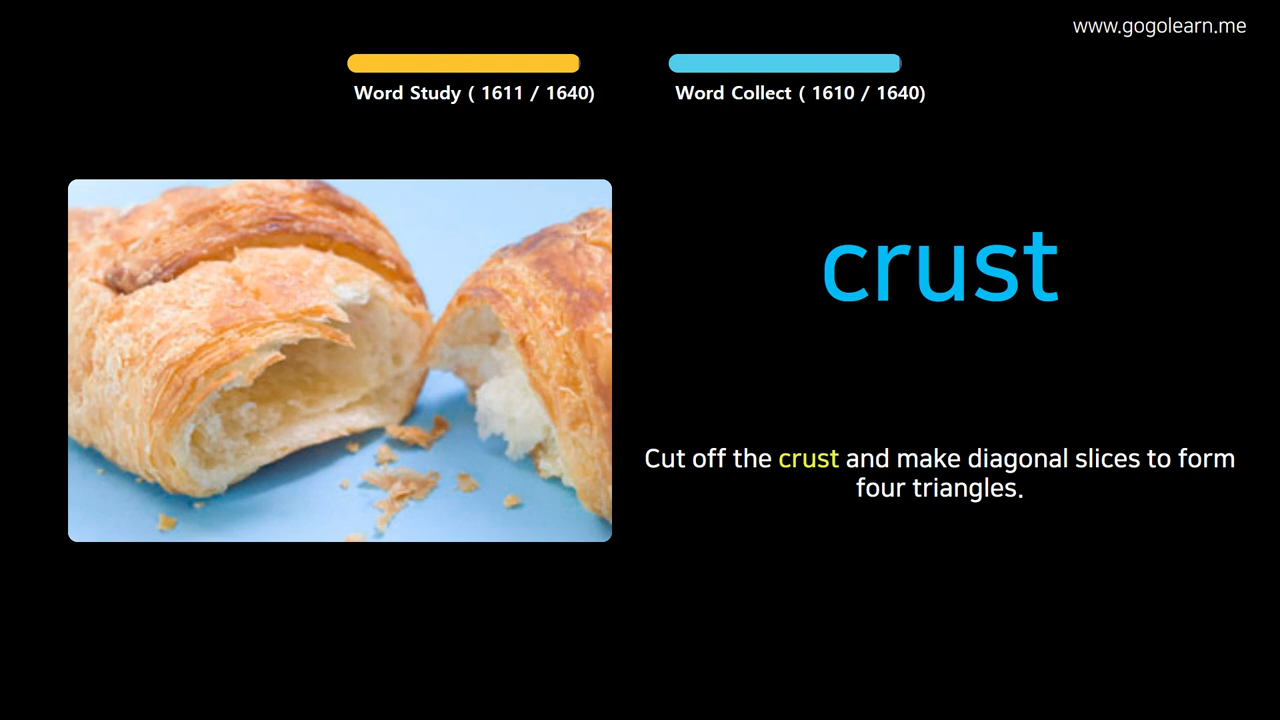 www.gogolearn.me
Word Study ( 1611 / 1640)
Word Collect ( 1610 / 1640)
crust
Cut off the crust and make diagonal slices to form
four triangles.